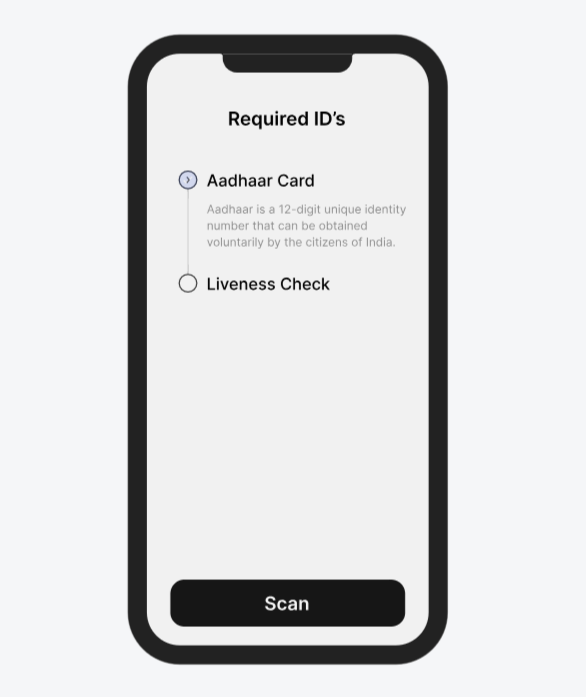 Required ID’s
Aadhaar Card
Aadhaar is a 12-digit unique identity
number that can be obtained
voluntarily by the citizens of India.
Liveness Check
Scan